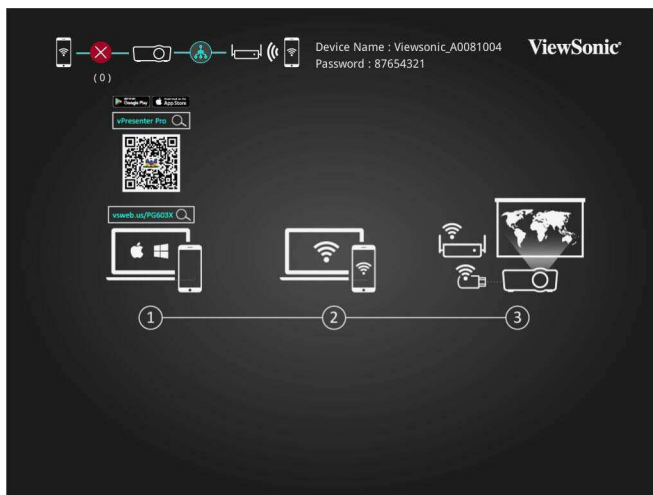 Device Name : Viewsonic_A0081004
ViewSonic®
Password : 87654321
( 0 )
Google Play
App Store
vPresenter Pro
vsweb.us/PG603X
1
2
3